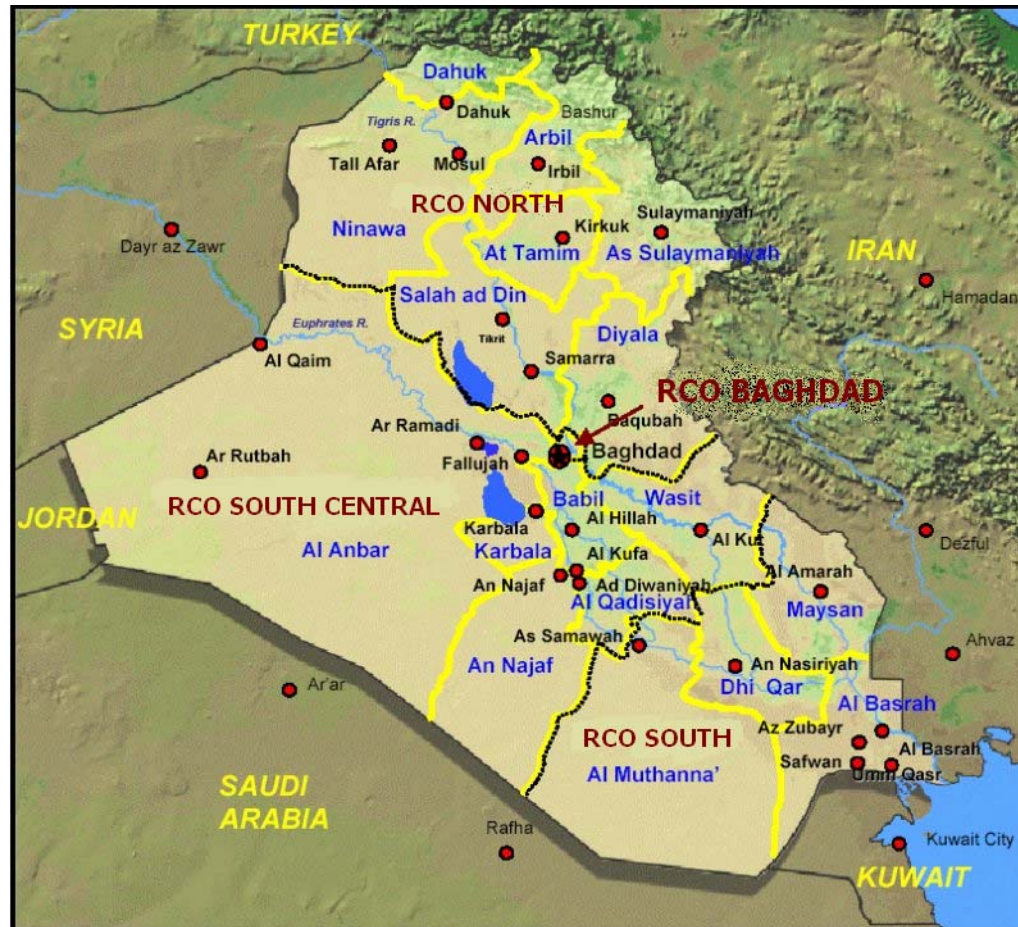 TURKEY
Dahuk
Dahuk
Bashur
Tigris R.
Arbil
Tall Afar
Mosul
Irbil
RCO NORTH
Sulaymaniyah
Ninawa
Kirkuk
Dayr az Zawr
At Tamim
As Sulaymaniyah
IRAN
Hamadan
Salah ad Din
SYRIA
Euphrates R.
Tikrit
Diyala
Al Qaim
Samarra
RCO BAGHDAD
Baqubah
Ar Ramadi
Baghdad
Fallujah
Ar Rutbah
RCO SOUTH CENTRAL
Babil
Wasit
JORDAN
Karbala
Al Hillah
Al Kut
Dezful
Al Anbar
Karbala
Al Kufa
Al Amarah
An Najaf
Ad Diwaniyah
Al Qadisiyah
Maysan
As Samawah
Ahvaz
An Najaf
An Nasiriyah
Ar'ar
Dhi Qar
Al Basrah
Az Zubayr
RCO SOUTH
Al Basrah
Safwan
Umm Qasr
Al Muthanna'
SAUDI
ARABIA
Rafha
Kuwait City
KUWAIT